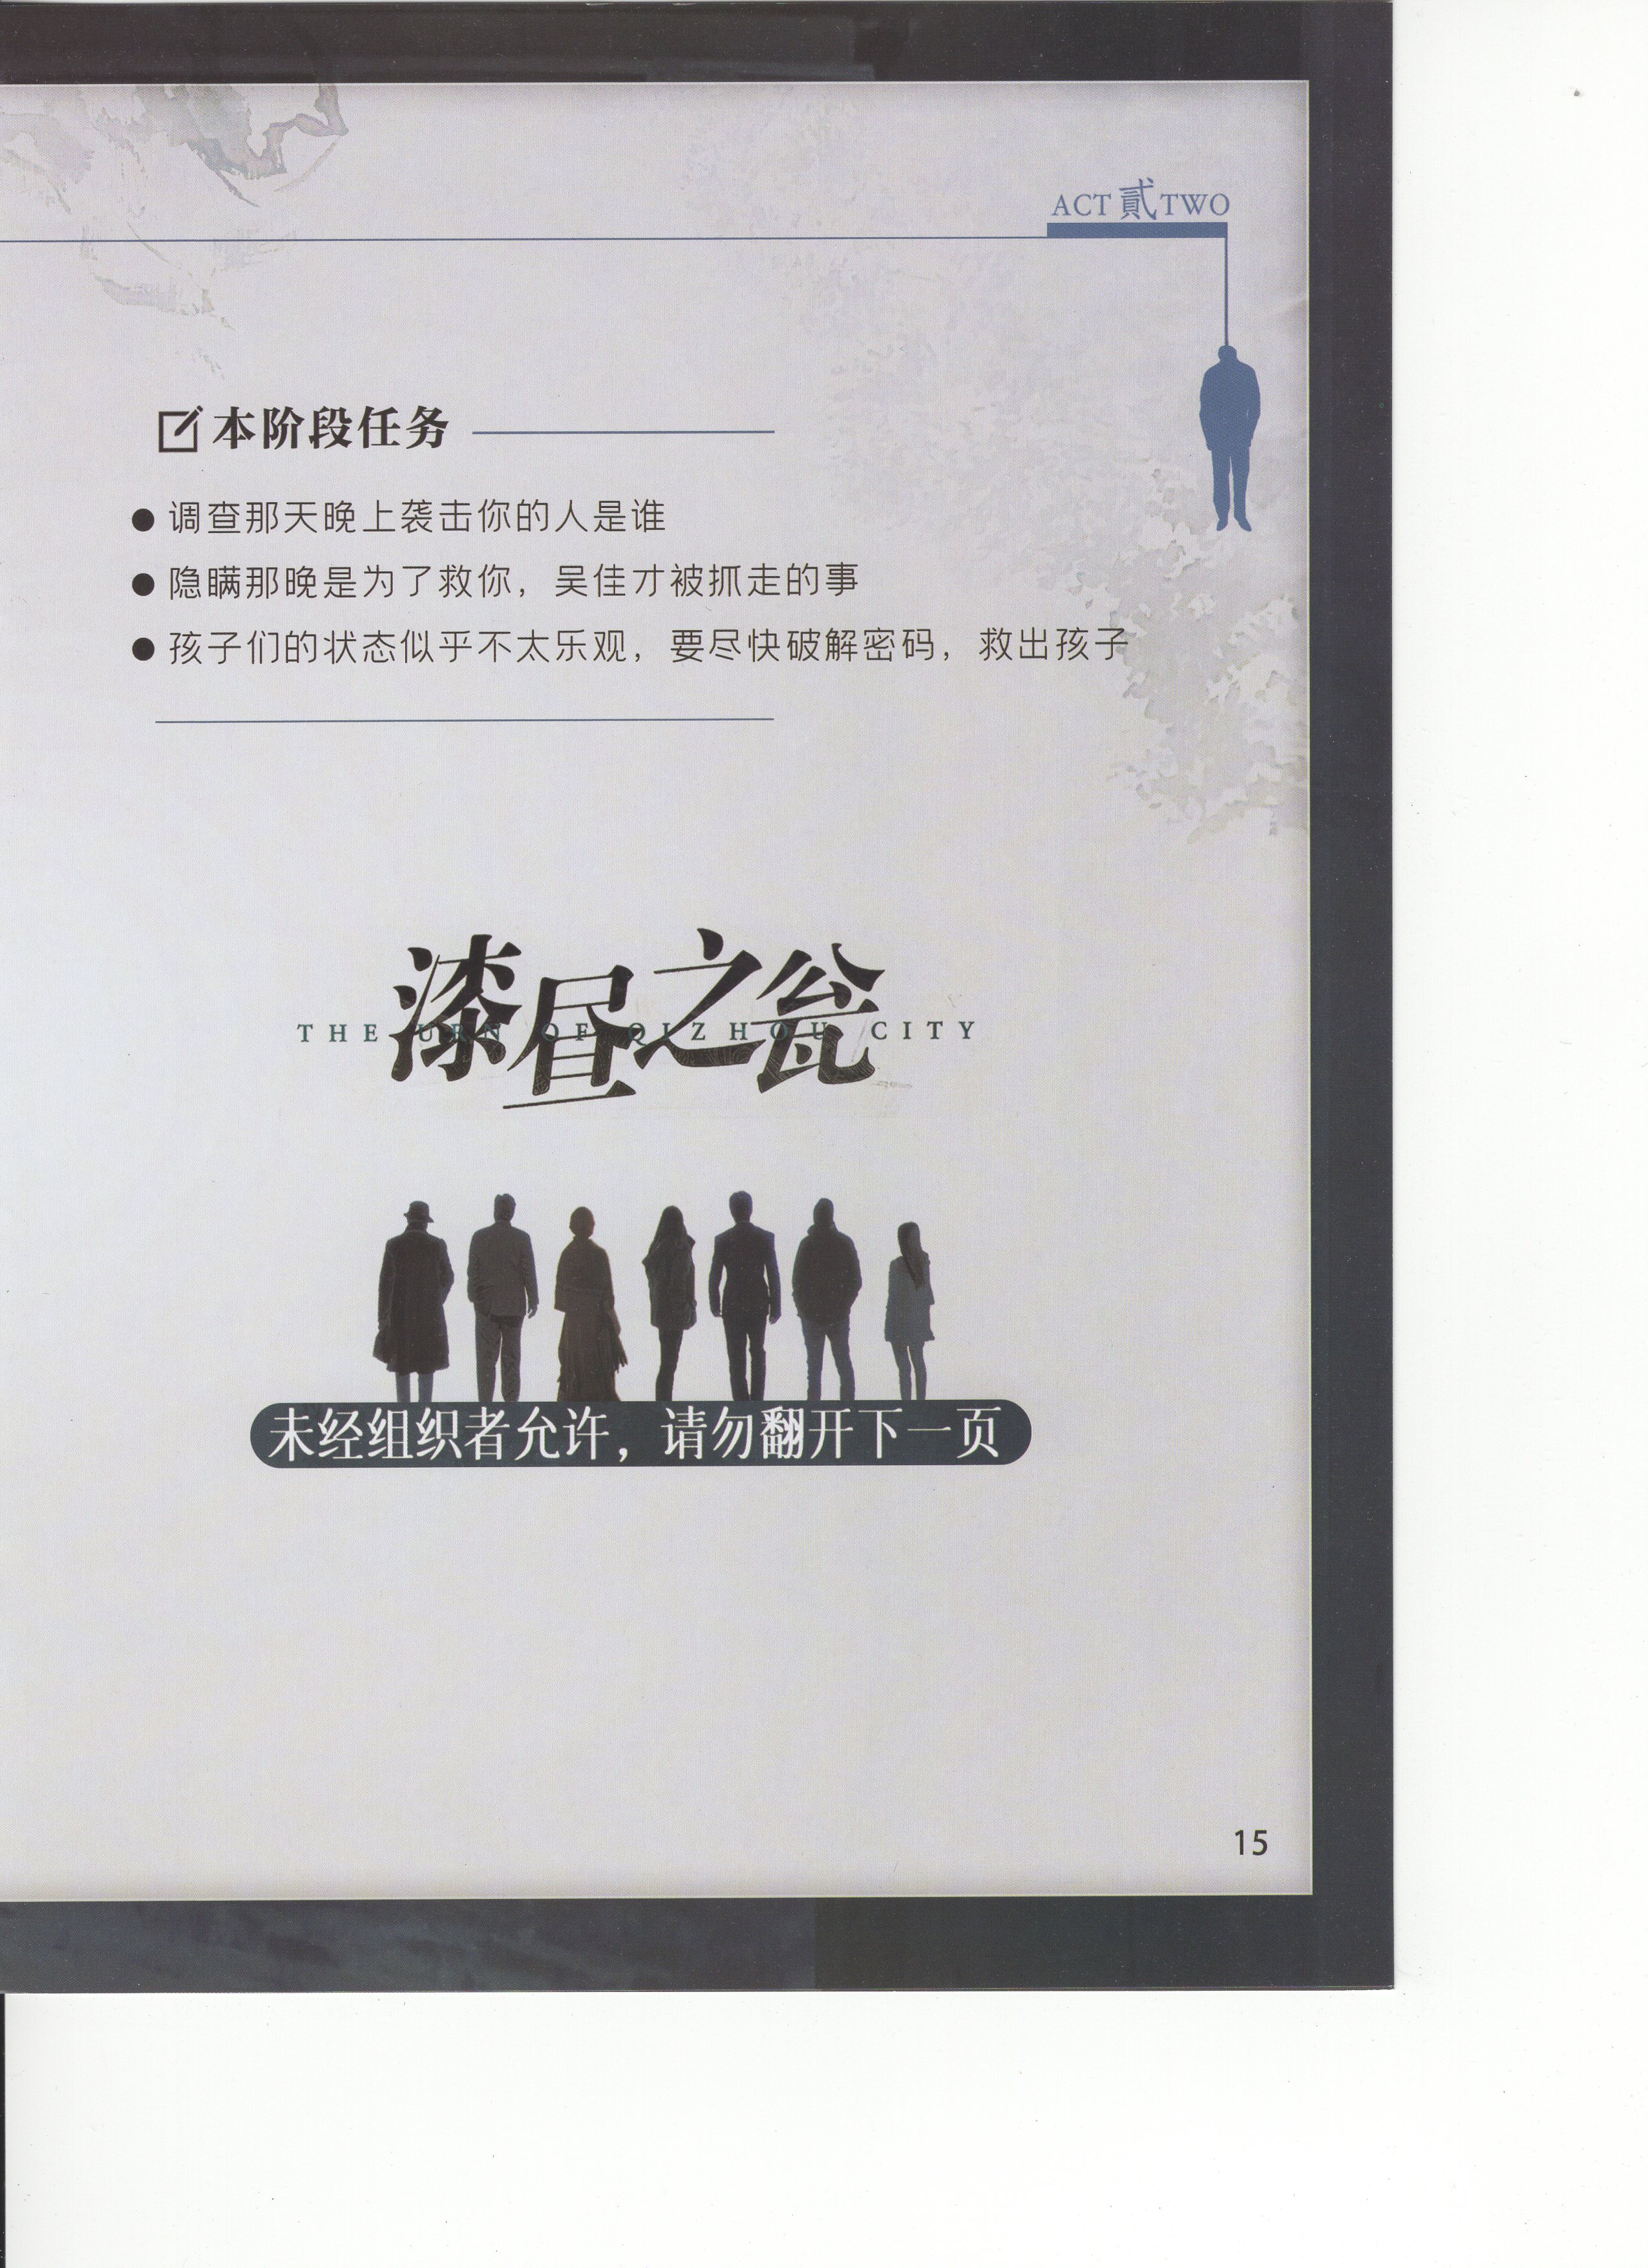 ACT 貳 TWO
本阶段任务
● 调查那天晚上袭击你的人是谁
● 隐瞒那晚是为了救你，吴佳才被抓走的事
● 孩子们的状态似乎不太乐观，要尽快破解密码，救出孩子
漆昼之瓮
THE URN OF QIZHOU CITY
未经组织者允许，请勿翻开下一页
15